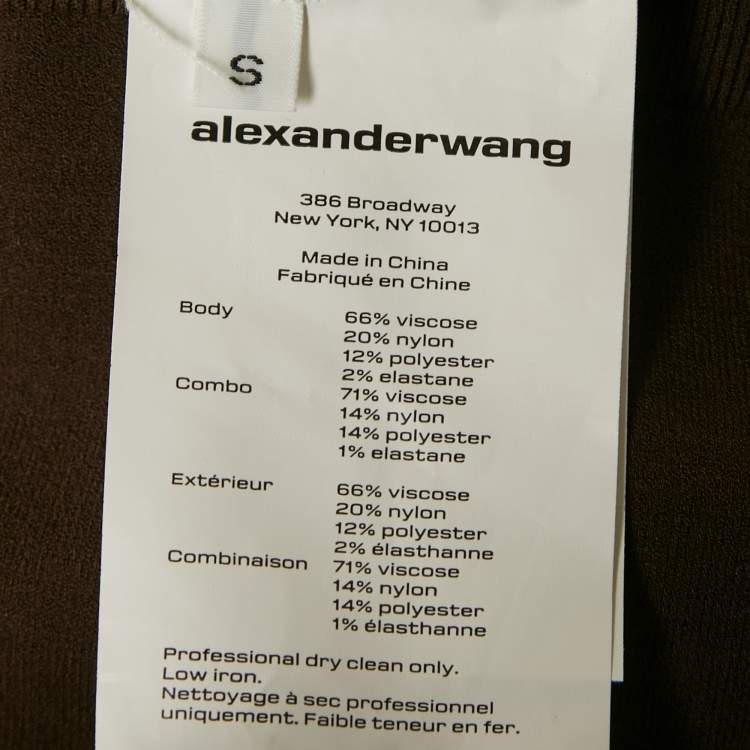 S
alexanderwang
386 Broadway
New York, NY 10013
Made in China
Fabriqué en Chine
Body
66% viscose
20% nylon
12% polyester
2% elastane
Combo
71% viscose
14% nylon
14% polyester
1% elastane
Extérieur
66% viscose
20% nylon
12% polyester
2% élasthanne
Combinaison
71% viscose
14% nylon
14% polyester
1% élasthanne
Professional dry clean only.
Low iron.
Nettoyage à sec professionnel
uniquement. Faible teneur en fer.